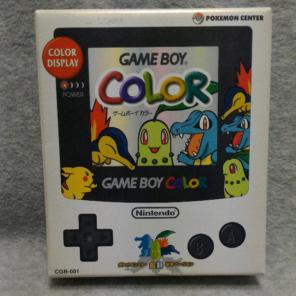 POKEMON CENTER
COLOR
DISPLAY
POWER
GAME BOY
COLOR
ゲームボーイカラー
GAME BOY COLOR
Nintendo
B A
CGB-001